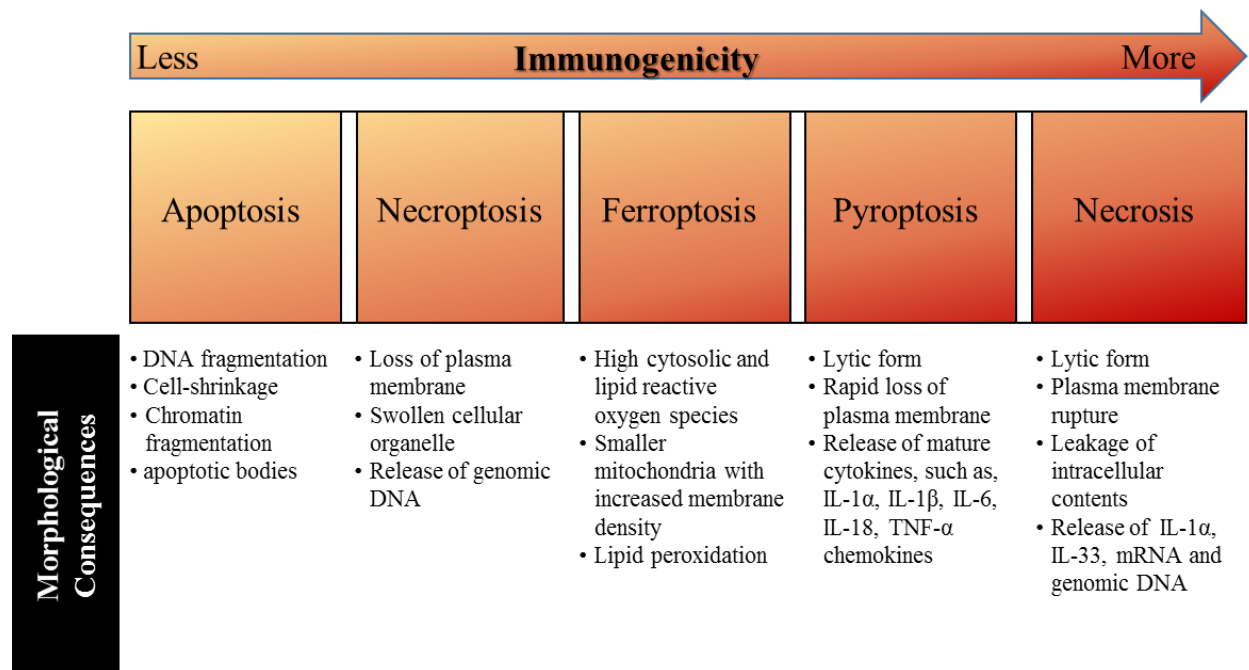 Less Immunogenicity More
Apoptosis
Necroptosis
Ferroptosis
Pyroptosis
Necrosis
Morphological
Consequences
• DNA fragmentation
• Cell-shrinkage
• Chromatin
fragmentation
• apoptotic bodies
• Loss of plasma
membrane
• Swollen cellular
organelle
• Release of genomic
DNA
• High cytosolic and
lipid reactive
oxygen species
• Smaller
mitochondria with
increased membrane
density
• Lipid peroxidation
• Lytic form
• Rapid loss of
plasma membrane
• Release of mature
cytokines, such as,
IL-1α, IL-1β, IL-6,
IL-18, TNF-α
chemokines
• Lytic form
• Plasma membrane
rupture
• Leakage of
intracellular
contents
• Release of IL-1α,
IL-33, mRNA and
genomic DNA